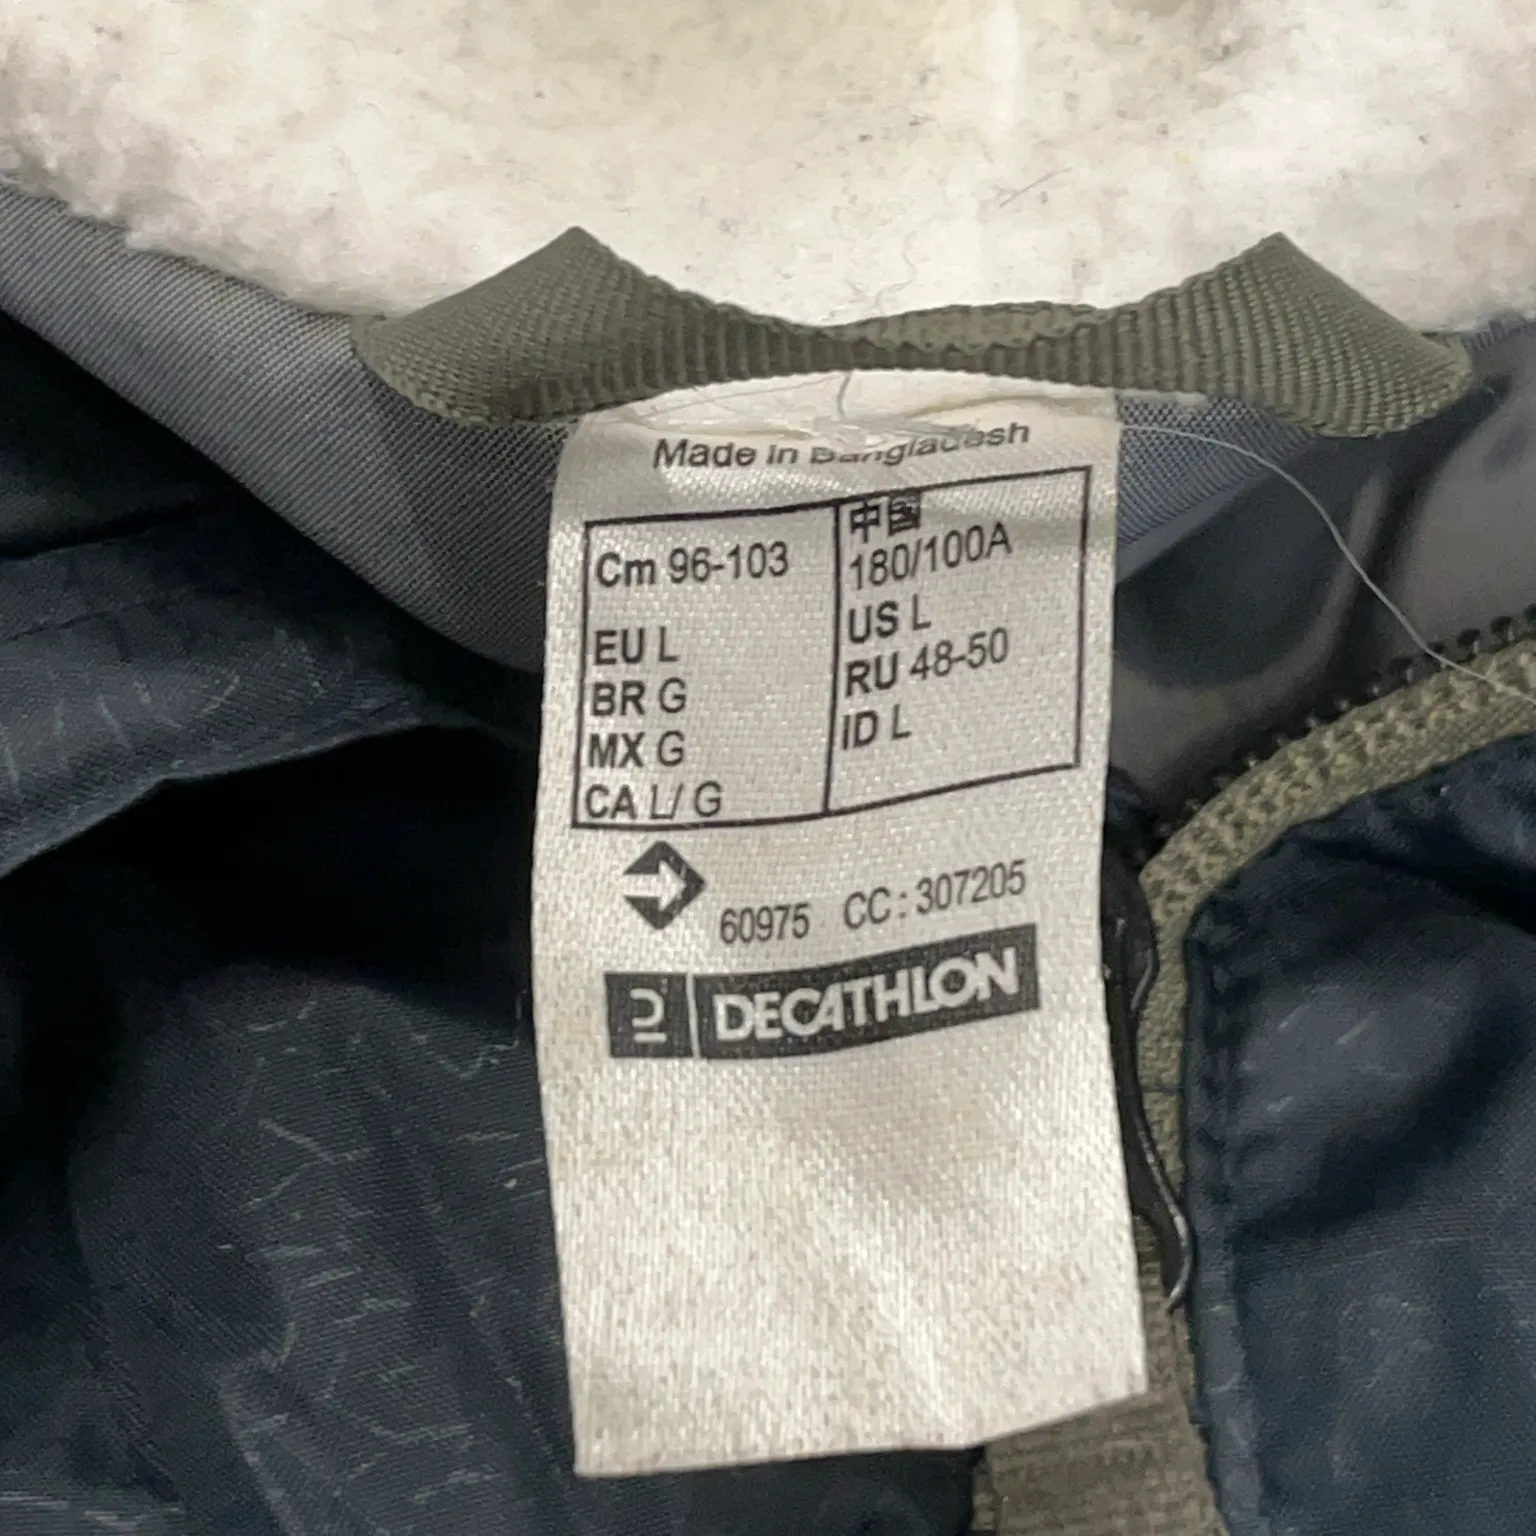 Made in Bangladesh
Cm 96-103
EU L
BR G
MX G
CA L/ G
中国
180/100A
US L
RU 48-50
ID L
60975 CC : 307205
DECATHLON